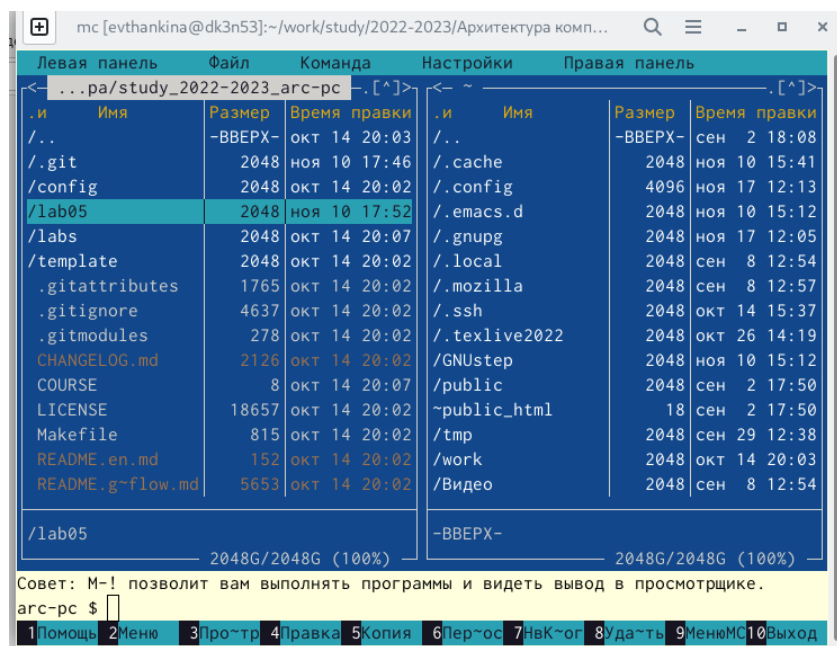 mc [evthankina@dk3n53]:~/work/study/2022-2023/Архитектура комп...
Левая панель Файл Команда Настройки Правая панель
<- ...pa/study_2022-2023_arc-pc -.[^]>
.и Имя Размер Время правки
/.. -ВВЕРХ- окт 14 20:03
/.git 2048 ноя 10 17:46
/config 2048 окт 14 20:02
/lab05 2048 ноя 10 17:52
/labs 2048 окт 14 20:07
/template 2048 окт 14 20:02
.gitattributes 1765 окт 14 20:02
.gitignore 4637 окт 14 20:02
.gitmodules 278 окт 14 20:02
CHANGELOG.md 2126 окт 14 20:02
COURSE 8 окт 14 20:07
LICENSE 18657 окт 14 20:02
Makefile 815 окт 14 20:02
README.en.md 152 окт 14 20:02
README.g~flow.md 5653 окт 14 20:02
/lab05
2048G/2048G (100%)
<- ~ .[^]>
.и Имя Размер Время правки
/.. -ВВЕРХ- сен 2 18:08
/.cache 2048 ноя 10 15:41
/.config 4096 ноя 17 12:13
/.emacs.d 2048 ноя 10 15:12
/.gnupg 2048 ноя 17 12:05
/.local 2048 сен 8 12:54
/.mozilla 2048 сен 8 12:57
/.ssh 2048 окт 14 15:37
/.texlive2022 2048 окт 26 14:19
/GNUstep 2048 ноя 10 15:12
/public 2048 сен 2 17:50
~public_html 18 сен 2 17:50
/tmp 2048 сен 29 12:38
/work 2048 окт 14 20:03
/Видео 2048 сен 8 12:54
-ВВЕРХ-
2048G/2048G (100%)
Совет: M-! позволит вам выполнять программы и видеть вывод в просмотрщике.
arc-pc $
1Помощь 2Меню 3Про~тр 4Правка 5Копия 6Пер~ос 7НвК~ог 8Уда~ть 9МенюMC 10Выход